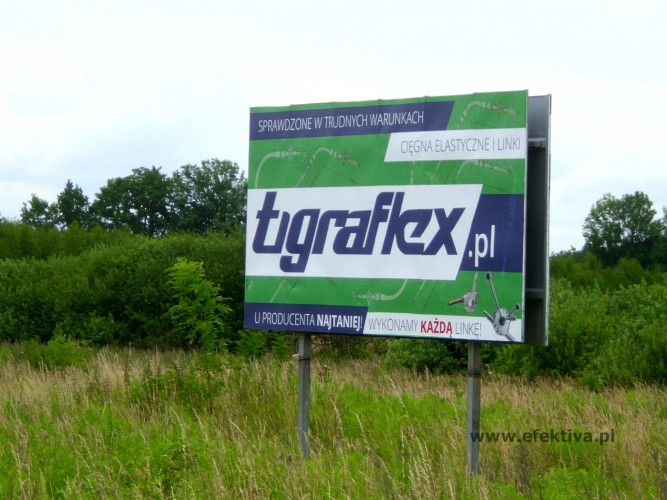 SPRAWDZONE W TRUDNYCH WARUNKACH
CIĘGNA ELASTYCZNE I LINKI
tigraflex.pl
U PRODUCENTA NAJTANIEJ! WYKONAMY KAŻDĄ LINKĘ!
www.efektiva.pl